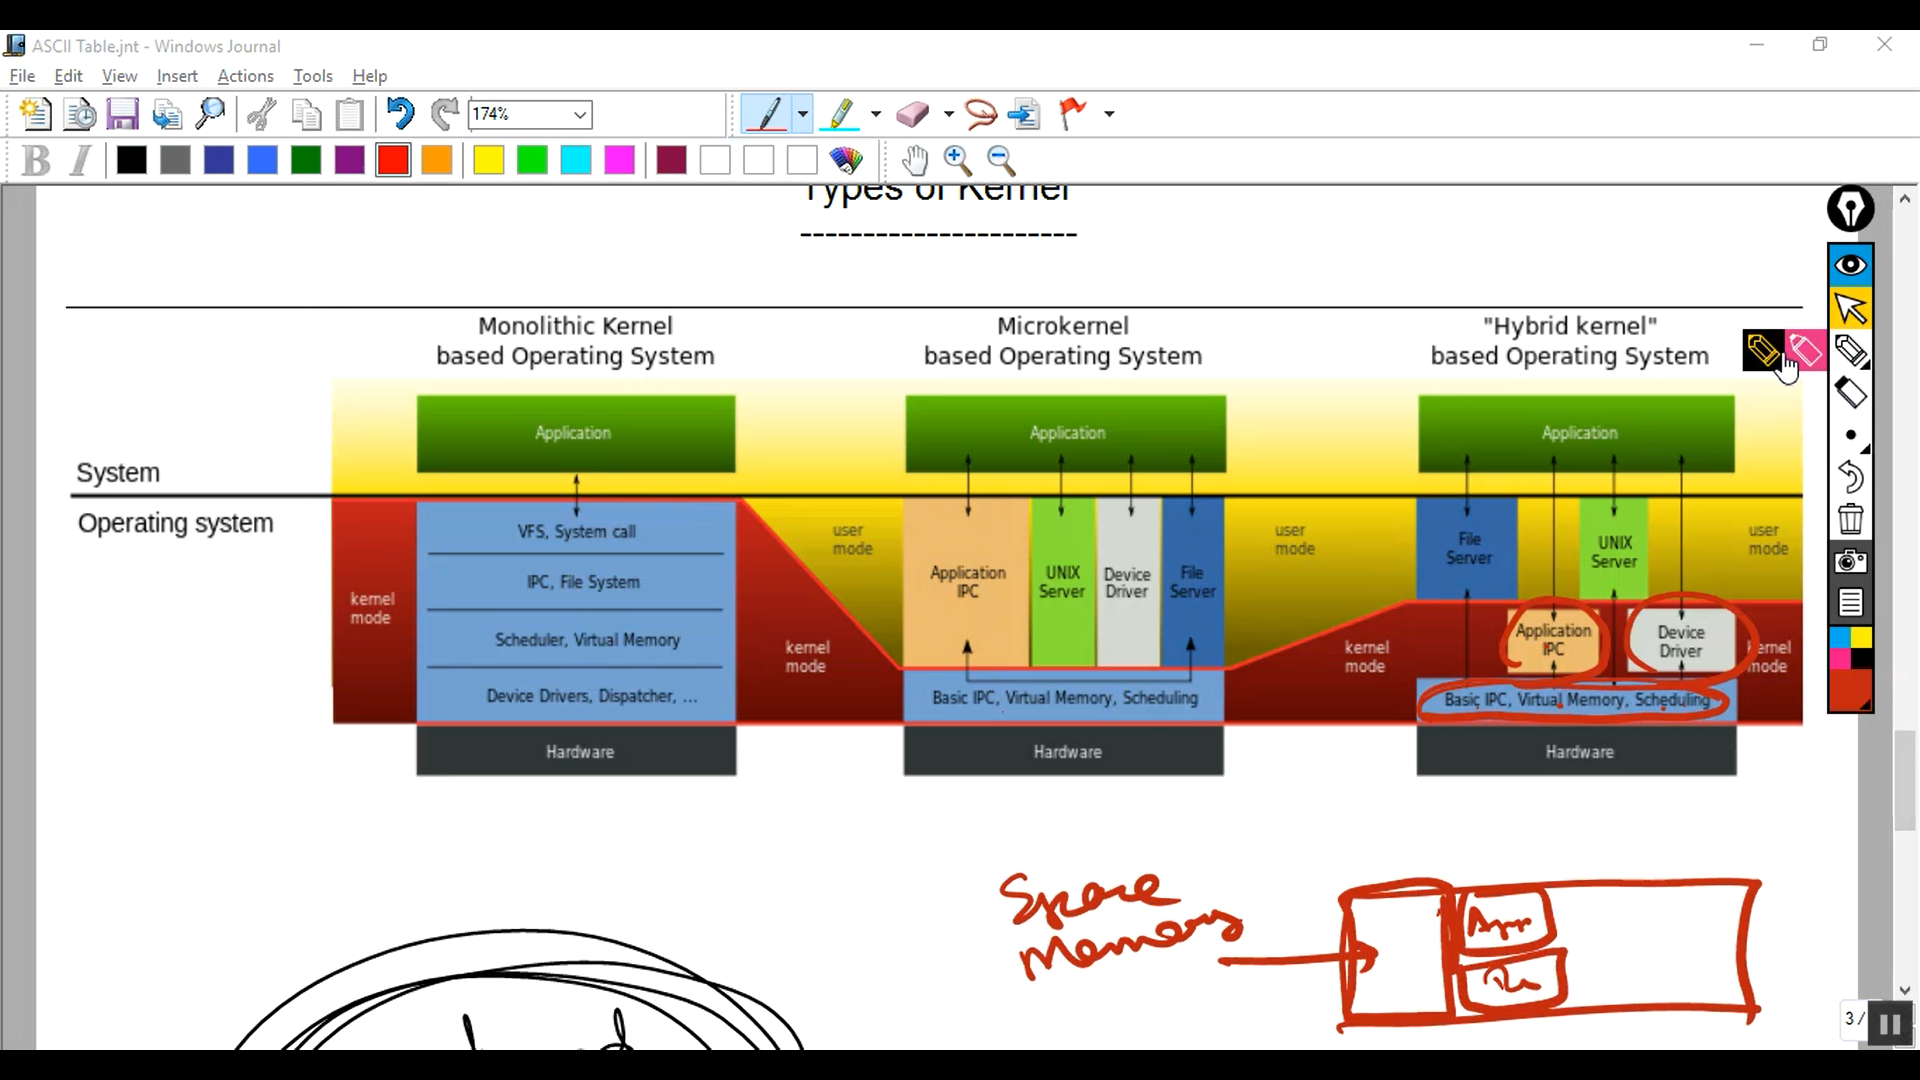 ASCII Table.jnt - Windows Journal
File Edit View Insert Actions Tools Help
174%
B I
Types of Kernel
----------------------
Monolithic Kernel
based Operating System
Microkernel
based Operating System
"Hybrid kernel"
based Operating System
Application
Application
Application
System
Operating system
kernel
mode
VFS, System call
IPC, File System
Scheduler, Virtual Memory
Device Drivers, Dispatcher, ...
Hardware
user
mode
kernel
mode
Application
IPC
UNIX
Server
Device
Driver
File
Server
Basic IPC, Virtual Memory, Scheduling
Hardware
user
mode
kernel
mode
File
Server
UNIX
Server
user
mode
Application
IPC
Device
Driver
kernel
mode
Basic IPC, Virtual Memory, Scheduling
Hardware
Space
Memory
App
3 /